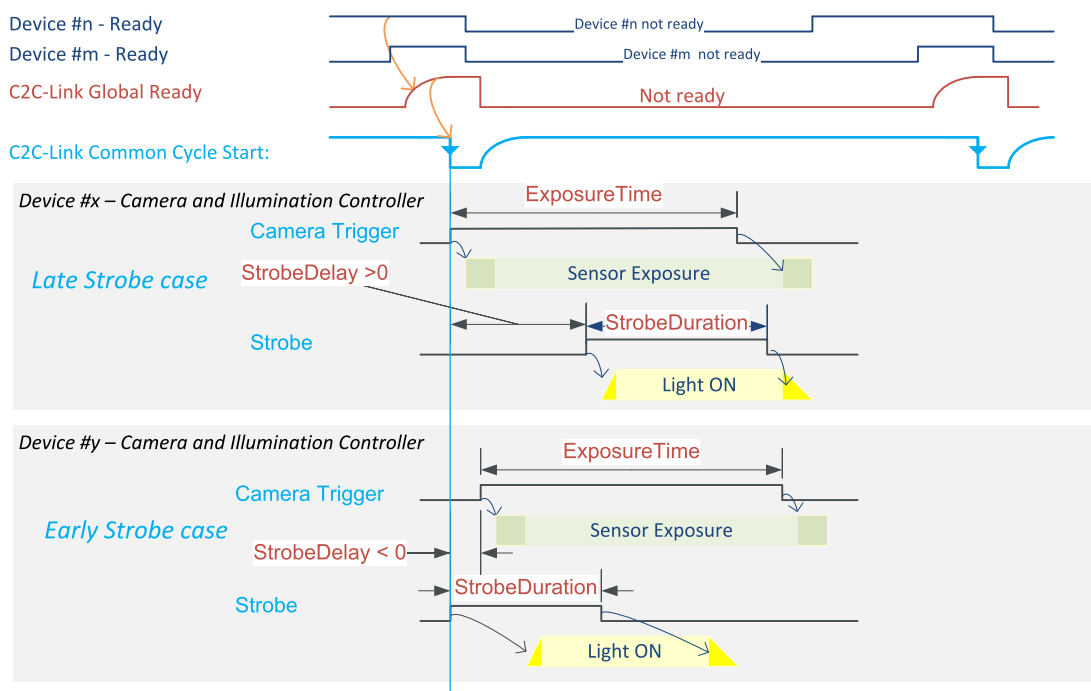 Device #n - Ready
Device #n not ready
Device #m - Ready
Device #m  not ready
C2C-Link Global Ready
Not ready
C2C-Link Common Cycle Start:
Device #x – Camera and Illumination Controller
ExposureTime
Camera Trigger
Late Strobe case
StrobeDelay >0
Sensor Exposure
StrobeDuration
Strobe
Light ON
Device #y – Camera and Illumination Controller
ExposureTime
Camera Trigger
Early Strobe case
Sensor Exposure
StrobeDelay < 0
StrobeDuration
Strobe
Light ON